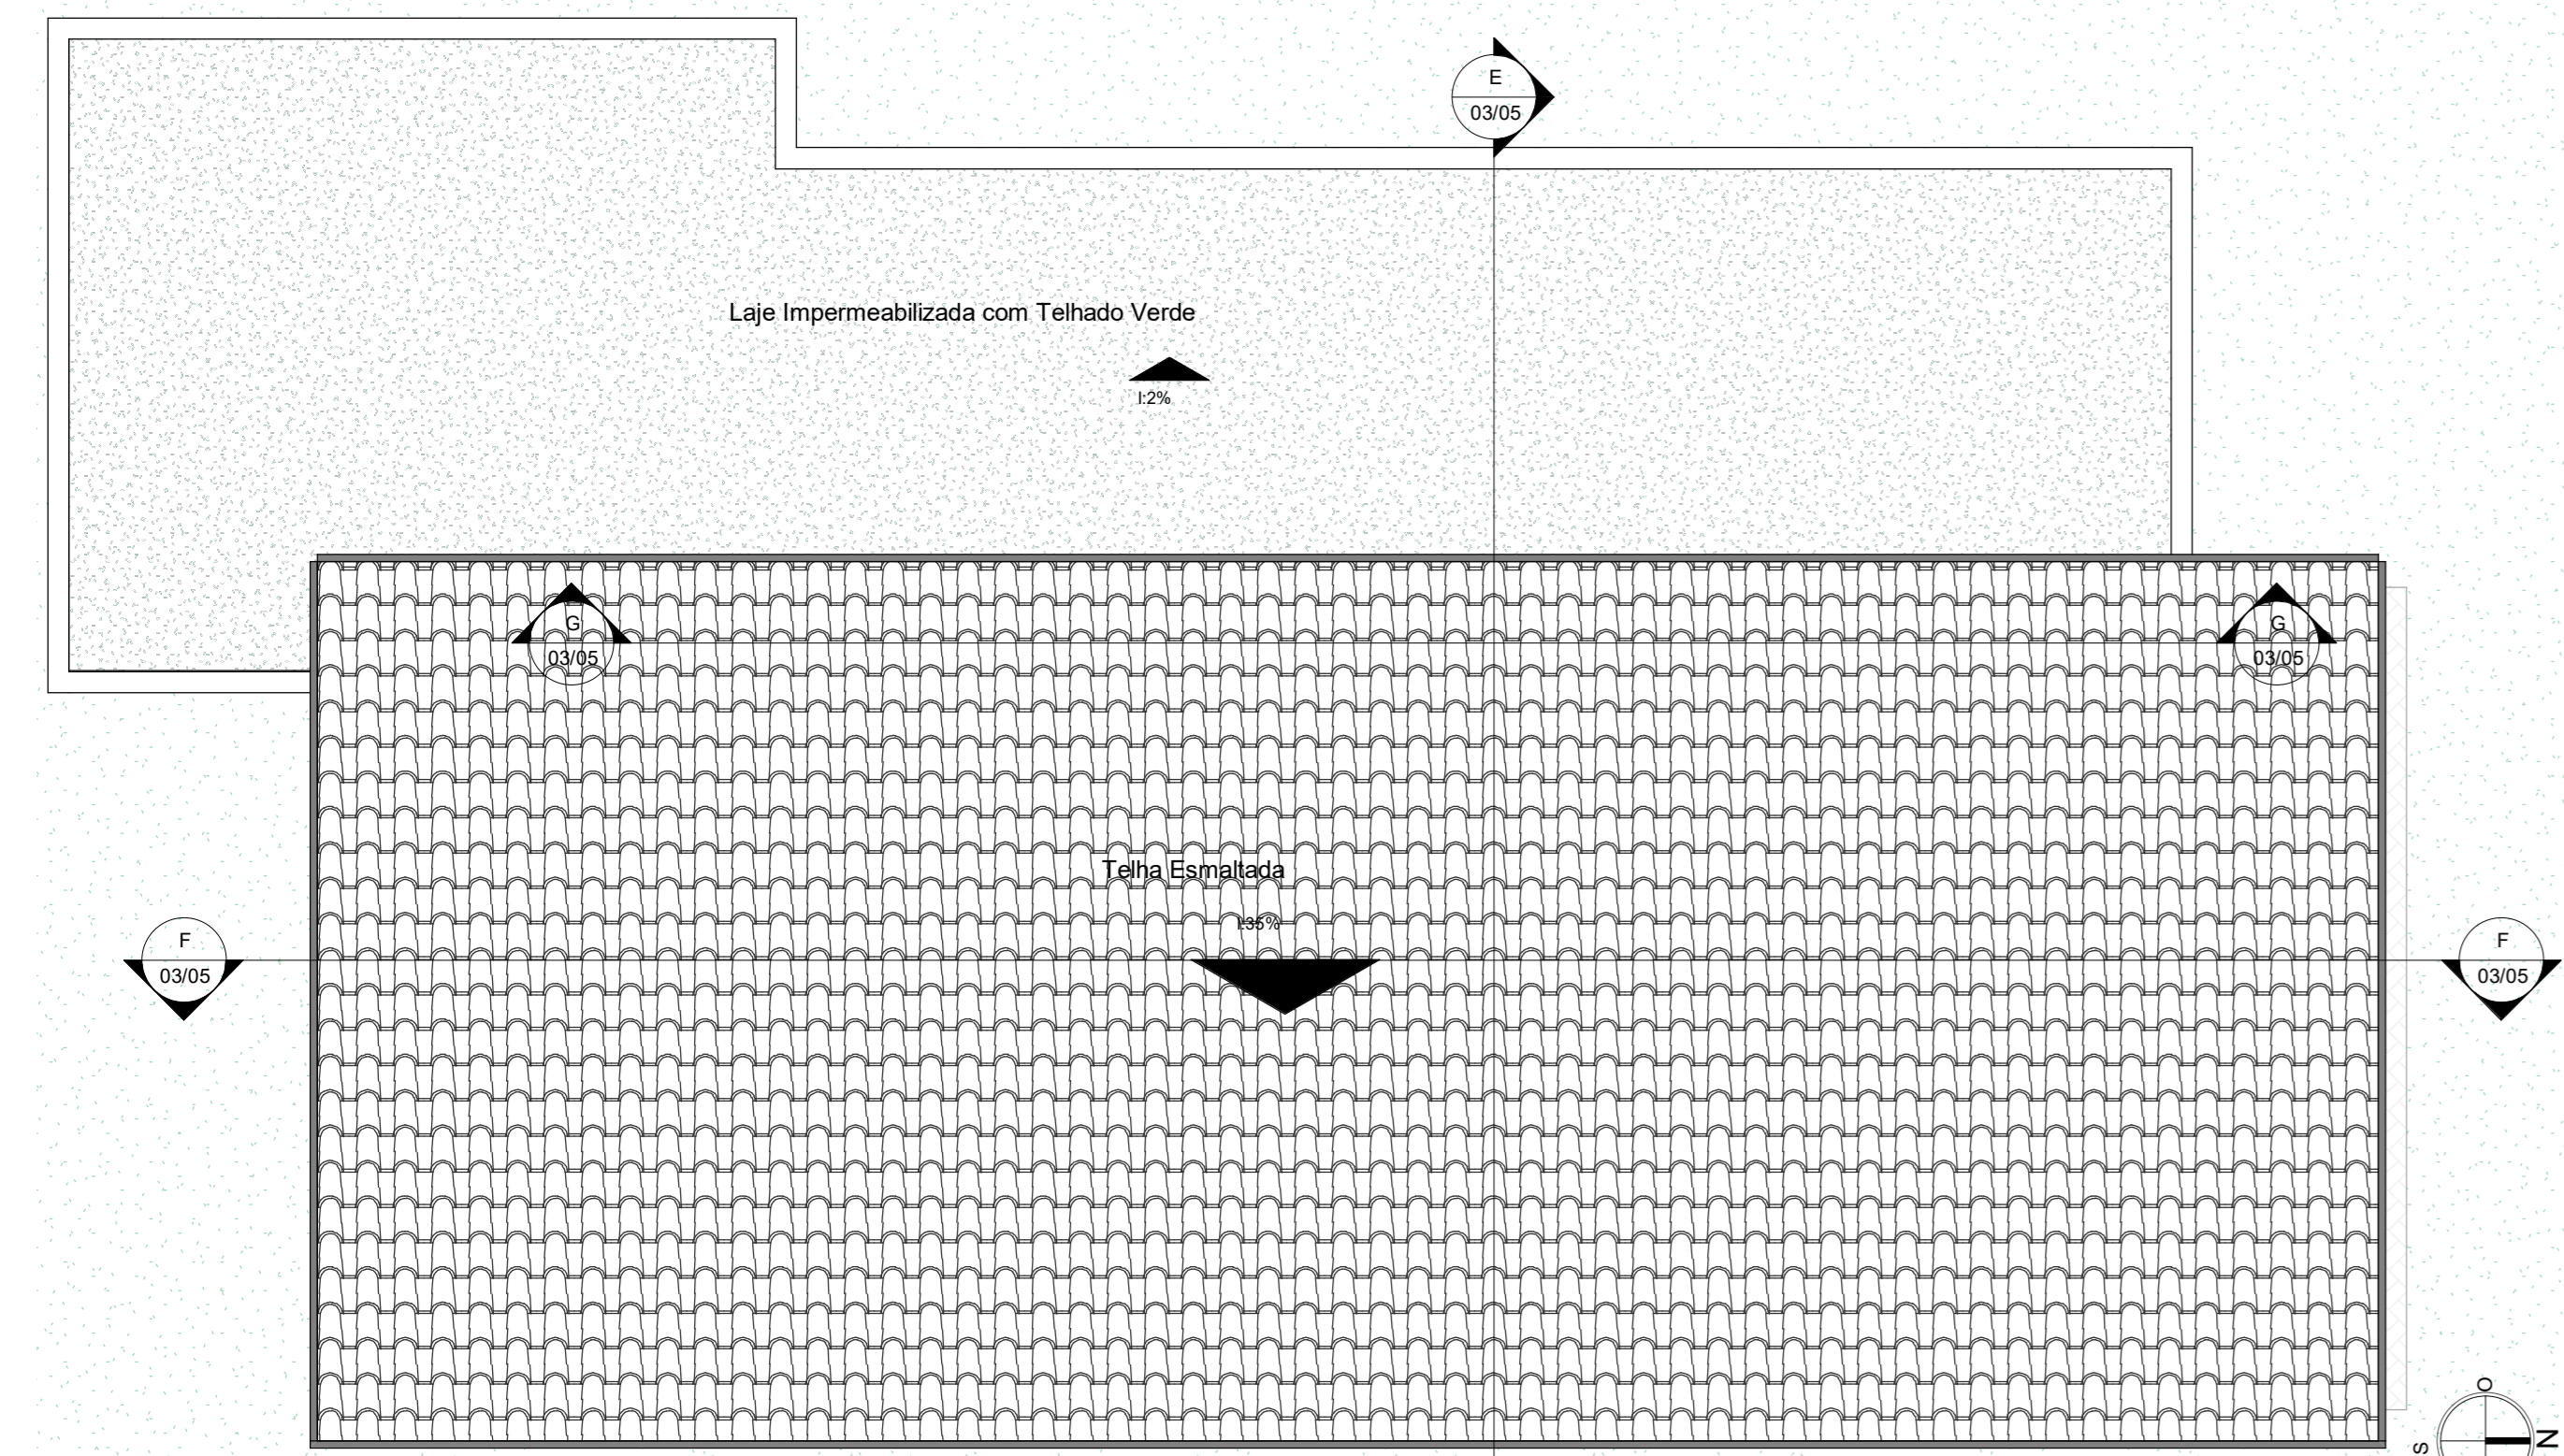 E
03/05
Laje Impermeabilizada com Telhado Verde
I:2%
G
03/05
G
03/05
Telha Esmaltada
I:35%
F
03/05
F
03/05
O
S
N